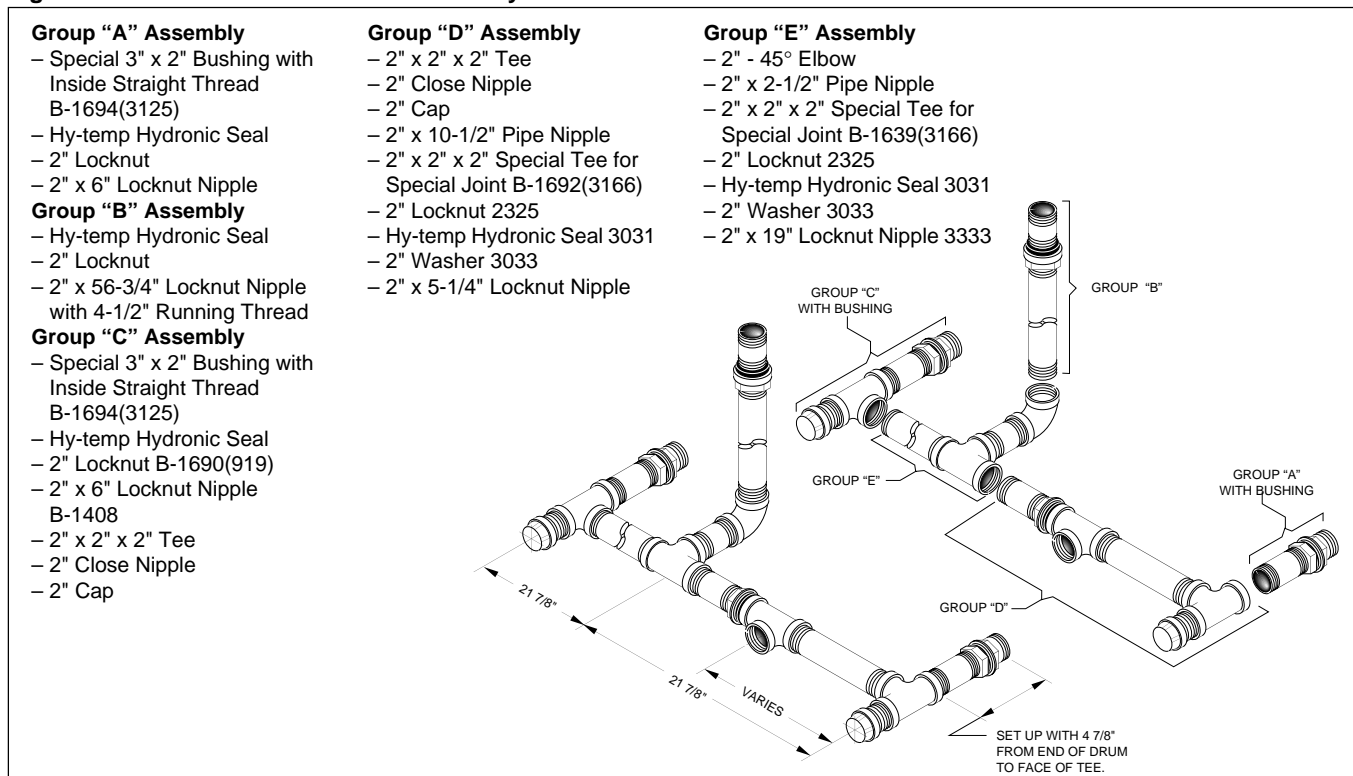 Group “A” Assembly
– Special 3" x 2" Bushing with
Inside Straight Thread
B-1694(3125)
– Hy-temp Hydronic Seal
– 2" Locknut
– 2" x 6" Locknut Nipple
Group “B” Assembly
– Hy-temp Hydronic Seal
– 2" Locknut
– 2" x 56-3/4" Locknut Nipple
with 4-1/2" Running Thread
Group “C” Assembly
– Special 3" x 2" Bushing with
Inside Straight Thread
B-1694(3125)
– Hy-temp Hydronic Seal
– 2" Locknut B-1690(919)
– 2" x 6" Locknut Nipple
B-1408
– 2" x 2" x 2" Tee
– 2" Close Nipple
– 2" Cap
Group “D” Assembly
– 2" x 2" x 2" Tee
– 2" Close Nipple
– 2" Cap
– 2" x 10-1/2" Pipe Nipple
– 2" x 2" x 2" Special Tee for
Special Joint B-1692(3166)
– 2" Locknut 2325
– Hy-temp Hydronic Seal 3031
– 2" Washer 3033
– 2" x 5-1/4" Locknut Nipple
Group “E” Assembly
– 2" - 45° Elbow
– 2" x 2-1/2" Pipe Nipple
– 2" x 2" x 2" Special Tee for
Special Joint B-1639(3166)
– 2" Locknut 2325
– Hy-temp Hydronic Seal 3031
– 2" Washer 3033
– 2" x 19" Locknut Nipple 3333
GROUP “C”
WITH BUSHING
GROUP “B”
GROUP “E”
GROUP “A”
WITH BUSHING
GROUP “D”
21 7/8"
21 7/8"
VARIES
SET UP WITH 4 7/8"
FROM END OF DRUM
TO FACE OF TEE.